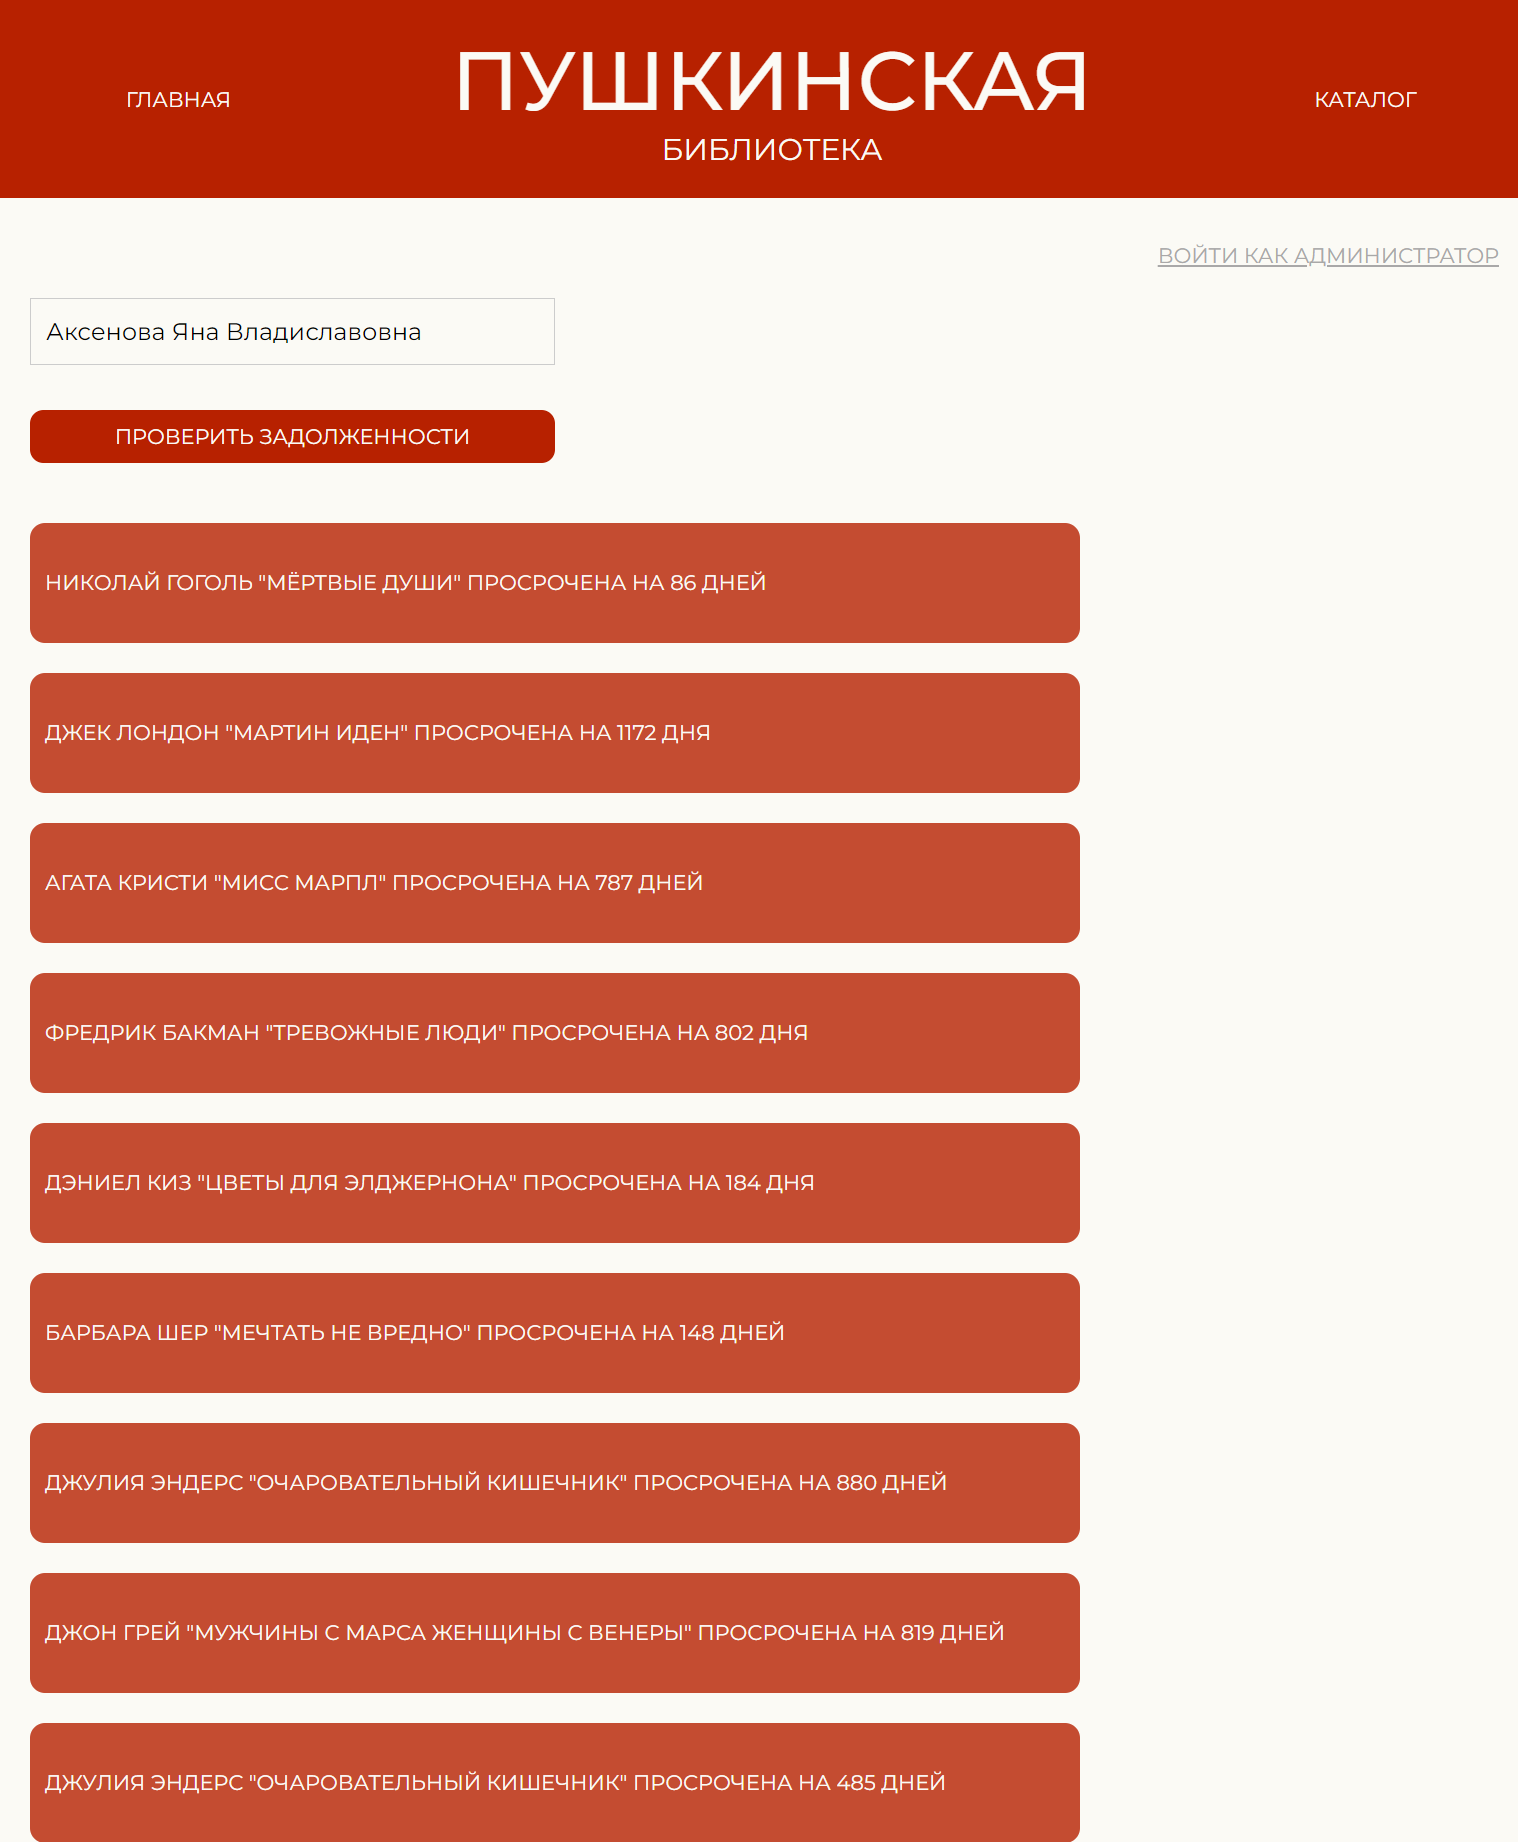 ГЛАВНАЯ
ПУШКИНСКАЯ
БИБЛИОТЕКА
КАТАЛОГ
ВОЙТИ КАК АДМИНИСТРАТОР
Аксенова Яна Владиславовна
ПРОВЕРИТЬ ЗАДОЛЖЕННОСТИ
НИКОЛАЙ ГОГОЛЬ "МЁРТВЫЕ ДУШИ" ПРОСРОЧЕНА НА 86 ДНЕЙ
ДЖЕК ЛОНДОН "МАРТИН ИДЕН" ПРОСРОЧЕНА НА 1172 ДНЯ
АГАТА КРИСТИ "МИСС МАРПЛ" ПРОСРОЧЕНА НА 787 ДНЕЙ
ФРЕДРИК БАКМАН "ТРЕВОЖНЫЕ ЛЮДИ" ПРОСРОЧЕНА НА 802 ДНЯ
ДЭНИЕЛ КИЗ "ЦВЕТЫ ДЛЯ ЭЛДЖЕРНОНА" ПРОСРОЧЕНА НА 184 ДНЯ
БАРБАРА ШЕР "МЕЧТАТЬ НЕ ВРЕДНО" ПРОСРОЧЕНА НА 148 ДНЕЙ
ДЖУЛИЯ ЭНДЕРС "ОЧАРОВАТЕЛЬНЫЙ КИШЕЧНИК" ПРОСРОЧЕНА НА 880 ДНЕЙ
ДЖОН ГРЕЙ "МУЖЧИНЫ С МАРСА ЖЕНЩИНЫ С ВЕНЕРЫ" ПРОСРОЧЕНА НА 819 ДНЕЙ
ДЖУЛИЯ ЭНДЕРС "ОЧАРОВАТЕЛЬНЫЙ КИШЕЧНИК" ПРОСРОЧЕНА НА 485 ДНЕЙ